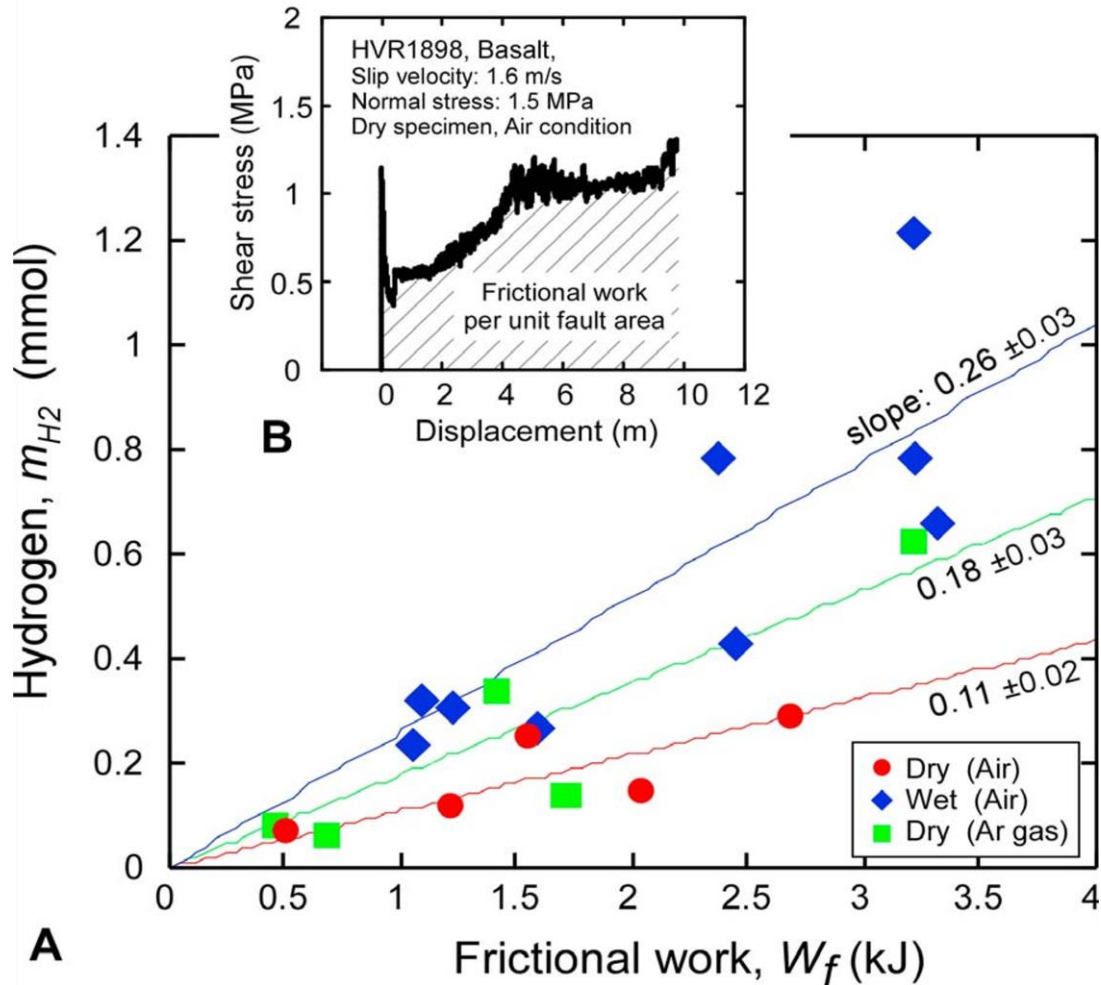 2
1.5
1
0.5
0
Shear stress (MPa)
HVR1898, Basalt,
Slip velocity: 1.6 m/s
Normal stress: 1.5 MPa
Dry specimen, Air condition
Frictional work
per unit fault area
0 2 4 6 8 10 12
Displacement (m)
B
1.4
1.2
1
0.8
0.6
0.4
0.2
0
Hydrogen, m_H2 (mmol)
slope: 0.26 ±0.03
0.18 ±0.03
0.11 ±0.02
Dry (Air)
Wet (Air)
Dry (Ar gas)
0 0.5 1 1.5 2 2.5 3 3.5 4
A
Frictional work, W_f (kJ)